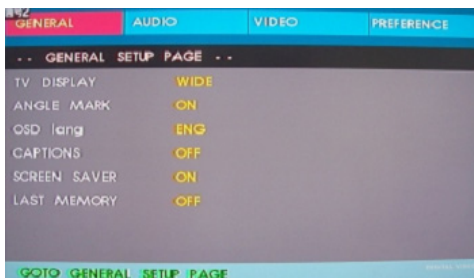 GENERAL AUDIO VIDEO PREFERENCE
-- GENERAL SETUP PAGE --
TV DISPLAY WIDE
ANGLE MARK ON
OSD lang ENG
CAPTIONS OFF
SCREEN SAVER ON
LAST MEMORY OFF
GOTO GENERAL SETUP PAGE